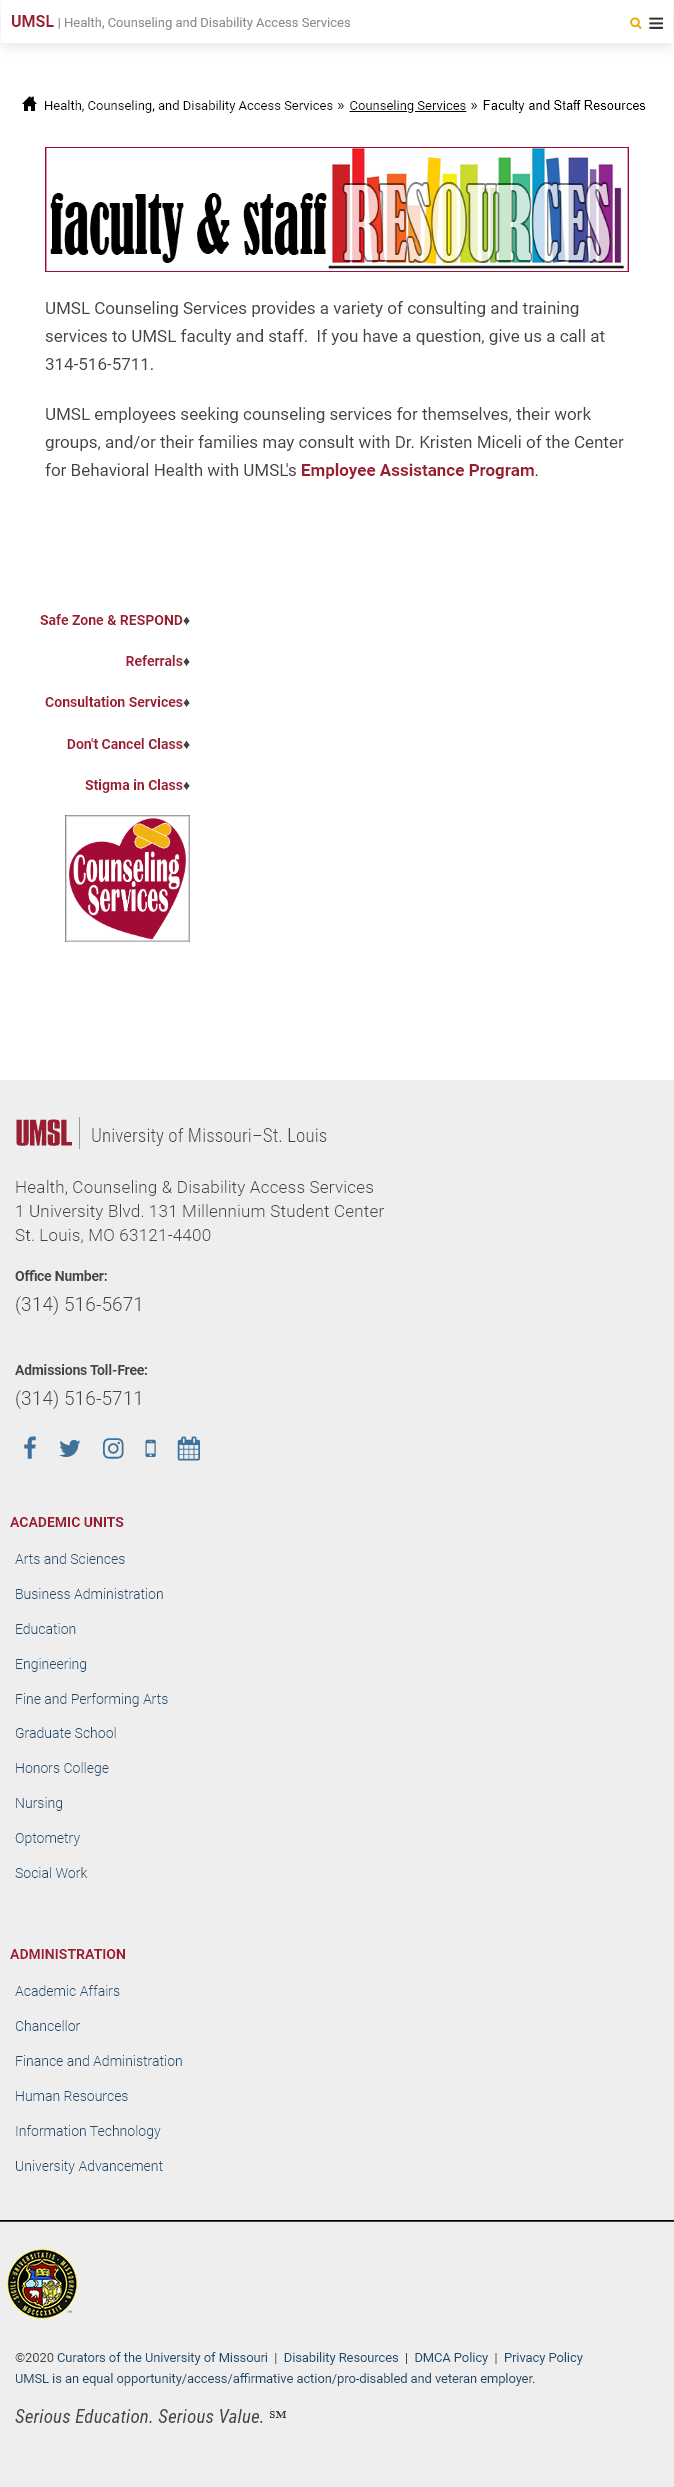 UMSL | Health, Counseling and Disability Access Services
Health, Counseling, and Disability Access Services » Counseling Services » Faculty and Staff Resources
faculty & staff RESOURCES
UMSL Counseling Services provides a variety of consulting and training
services to UMSL faculty and staff.  If you have a question, give us a call at
314-516-5711.
UMSL employees seeking counseling services for themselves, their work
groups, and/or their families may consult with Dr. Kristen Miceli of the Center
for Behavioral Health with UMSL's Employee Assistance Program.
Safe Zone & RESPOND♦
Referrals♦
Consultation Services♦
Don't Cancel Class♦
Stigma in Class♦
Counseling
Services
UMSL | University of Missouri–St. Louis
Health, Counseling & Disability Access Services
1 University Blvd. 131 Millennium Student Center
St. Louis, MO 63121-4400
Office Number:
(314) 516-5671
Admissions Toll-Free:
(314) 516-5711
ACADEMIC UNITS
Arts and Sciences
Business Administration
Education
Engineering
Fine and Performing Arts
Graduate School
Honors College
Nursing
Optometry
Social Work
ADMINISTRATION
Academic Affairs
Chancellor
Finance and Administration
Human Resources
Information Technology
University Advancement
©2020 Curators of the University of Missouri | Disability Resources | DMCA Policy | Privacy Policy
UMSL is an equal opportunity/access/affirmative action/pro-disabled and veteran employer.
Serious Education. Serious Value. ℠